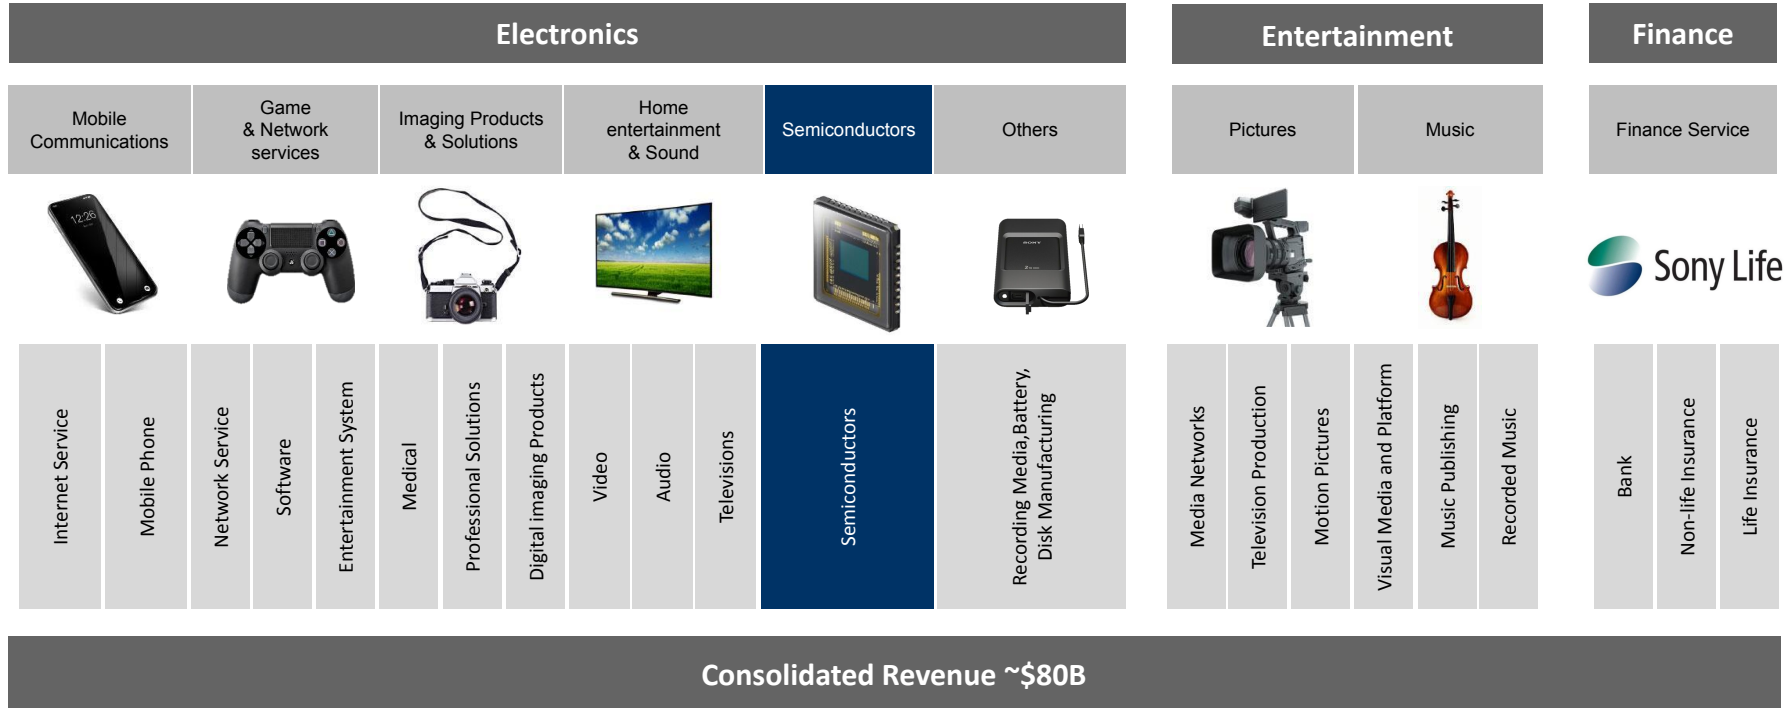 Electronics
Entertainment
Finance
Mobile
Communications
Game
& Network
services
Imaging Products
& Solutions
Home
entertainment
& Sound
Semiconductors
Others
Pictures
Music
Finance Service
12:26
SONY
Sony Life
Internet Service
Mobile Phone
Network Service
Software
Entertainment System
Medical
Professional Solutions
Digital imaging Products
Video
Audio
Televisions
Semiconductors
Recording Media,Battery,
Disk Manufacturing
Media Networks
Television Production
Motion Pictures
Visual Media and Platform
Music Publishing
Recorded Music
Bank
Non-life Insurance
Life Insurance
Consolidated Revenue ~$80B